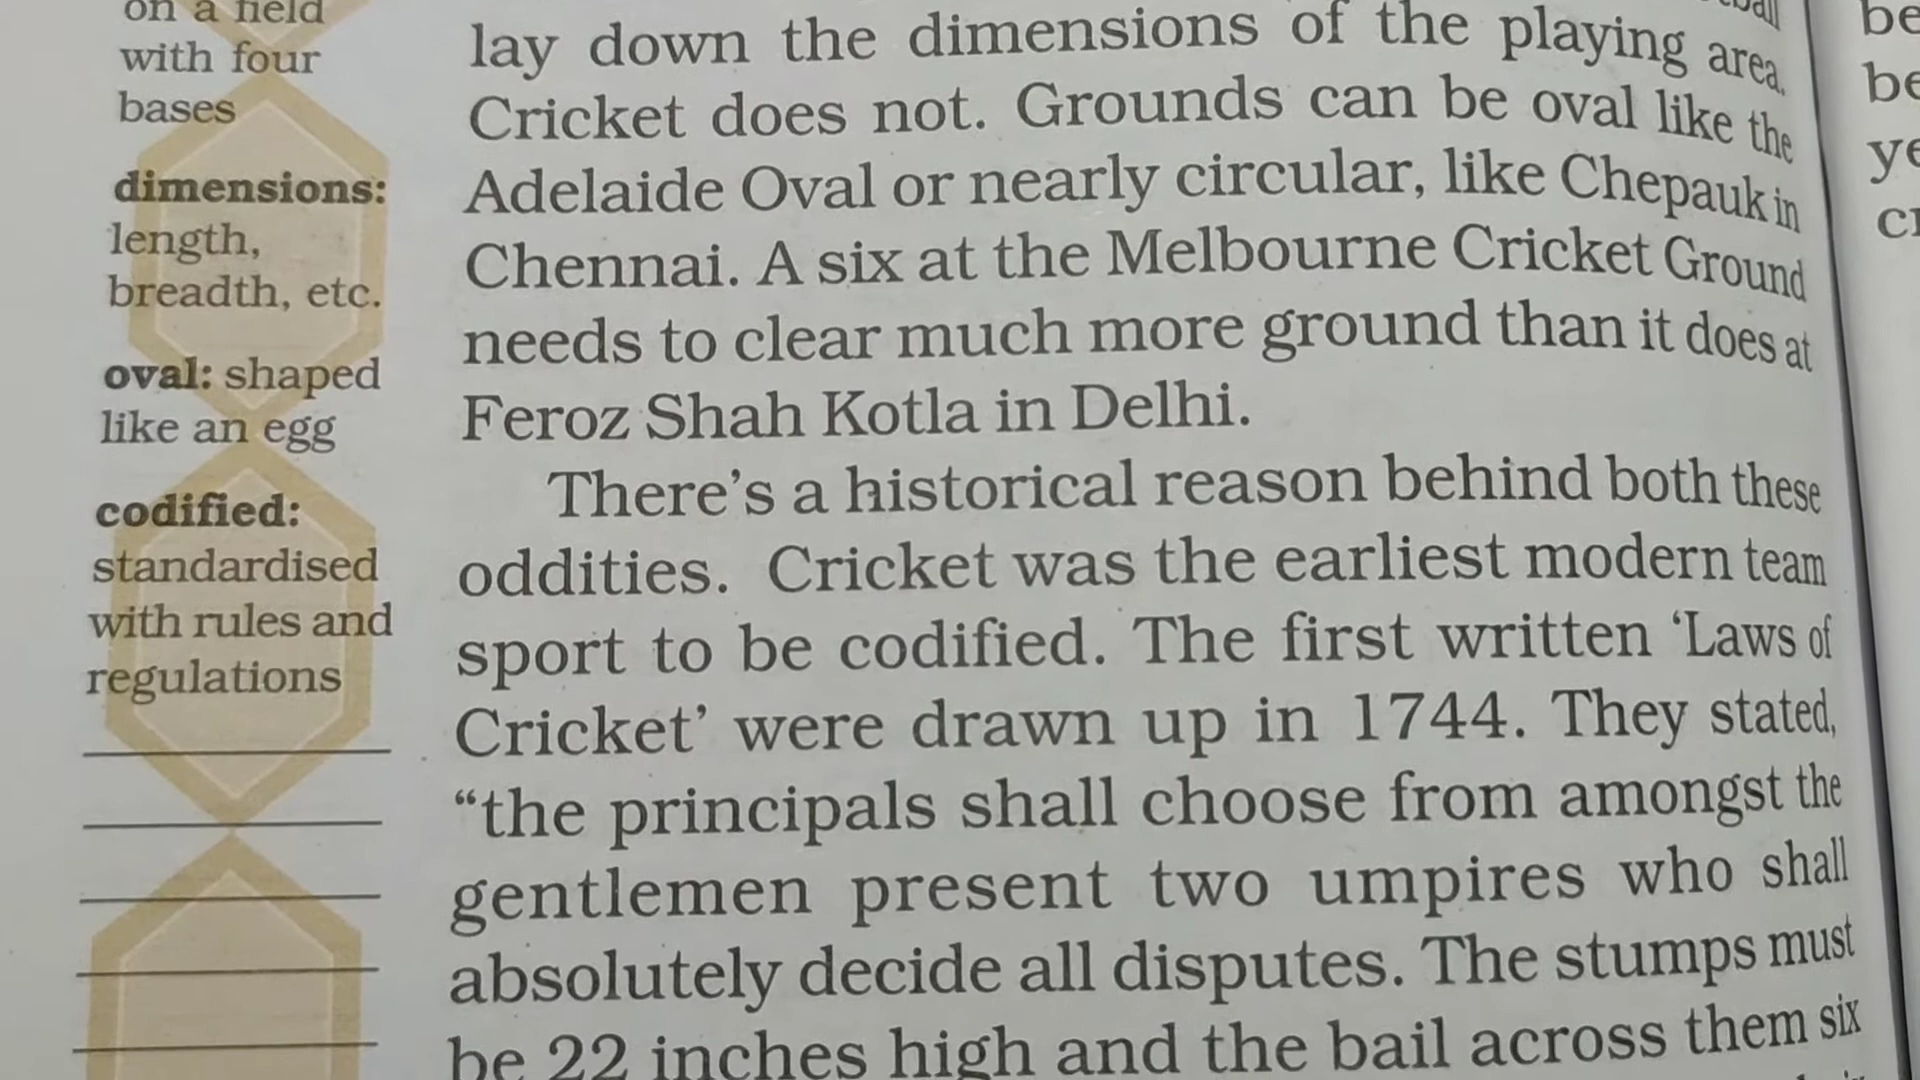 on a field
with four
bases
dimensions:
length,
breadth, etc.
oval: shaped
like an egg
codified:
standardised
with rules and
regulations
lay down the dimensions of the playing area.
Cricket does not. Grounds can be oval like the
Adelaide Oval or nearly circular, like Chepauk in
Chennai. A six at the Melbourne Cricket Ground
needs to clear much more ground than it does at
Feroz Shah Kotla in Delhi.
There's a historical reason behind both these
oddities. Cricket was the earliest modern team
sport to be codified. The first written ‘Laws of
Cricket’ were drawn up in 1744. They stated,
“the principals shall choose from amongst the
gentlemen present two umpires who shall
absolutely decide all disputes. The stumps must
be 22 inches high and the bail across them six
be